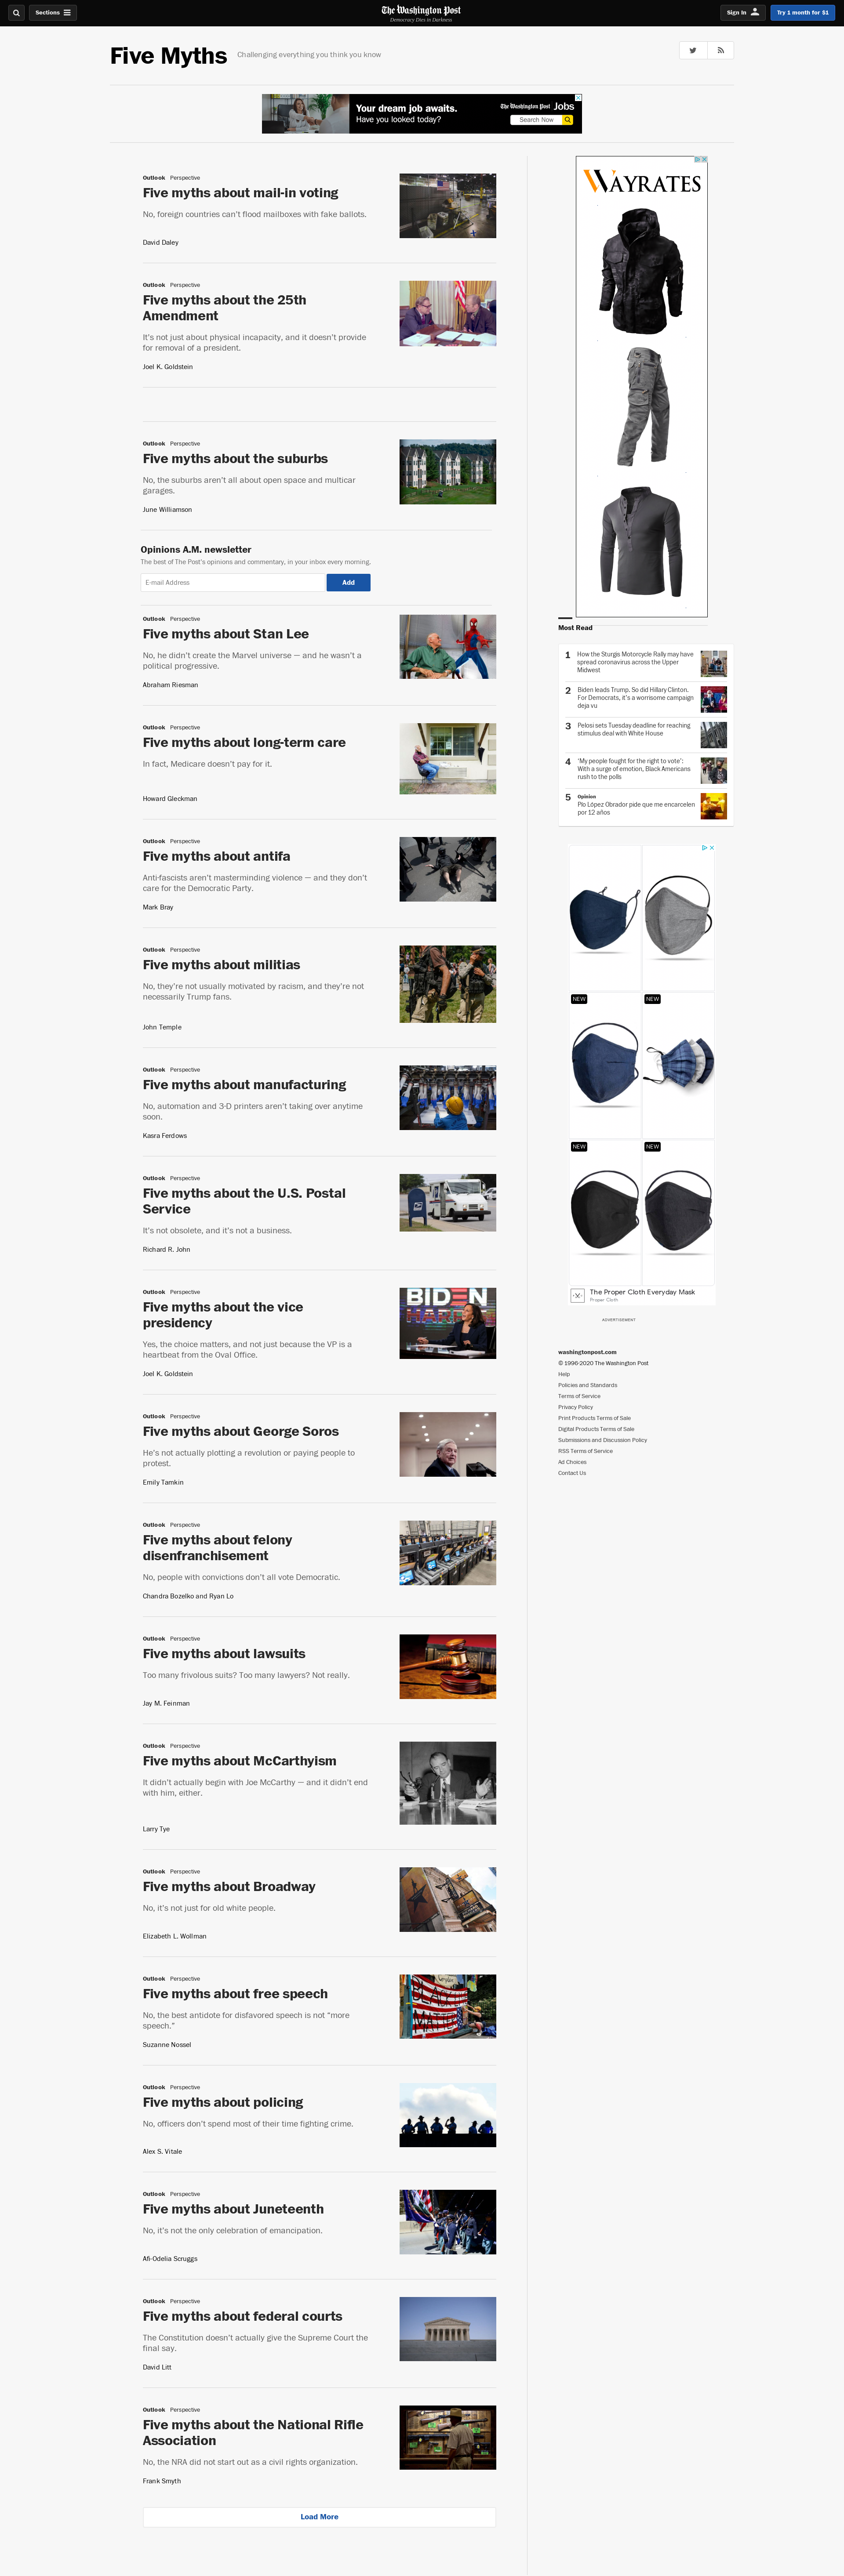 Sections
The Washington Post
Democracy Dies in Darkness
Sign In
Try 1 month for $1
Five Myths
Challenging everything you think you know
Your dream job awaits.
Have you looked today?
The Washington Post Jobs
Search Now
Outlook Perspective
Five myths about mail-in voting
No, foreign countries can’t flood mailboxes with fake ballots.
David Daley
Outlook Perspective
Five myths about the 25th
Amendment
It’s not just about physical incapacity, and it doesn’t provide
for removal of a president.
Joel K. Goldstein
Outlook Perspective
Five myths about the suburbs
No, the suburbs aren’t all about open space and multicar
garages.
June Williamson
Opinions A.M. newsletter
The best of The Post's opinions and commentary, in your inbox every morning.
E-mail Address
Add
Outlook Perspective
Five myths about Stan Lee
No, he didn’t create the Marvel universe — and he wasn’t a
political progressive.
Abraham Riesman
Outlook Perspective
Five myths about long-term care
In fact, Medicare doesn’t pay for it.
Howard Gleckman
Outlook Perspective
Five myths about antifa
Anti-fascists aren’t masterminding violence — and they don’t
care for the Democratic Party.
Mark Bray
Outlook Perspective
Five myths about militias
No, they’re not usually motivated by racism, and they’re not
necessarily Trump fans.
John Temple
Outlook Perspective
Five myths about manufacturing
No, automation and 3-D printers aren’t taking over anytime
soon.
Kasra Ferdows
Outlook Perspective
Five myths about the U.S. Postal
Service
It’s not obsolete, and it’s not a business.
Richard R. John
Outlook Perspective
Five myths about the vice
presidency
Yes, the choice matters, and not just because the VP is a
heartbeat from the Oval Office.
Joel K. Goldstein
BIDEN
Outlook Perspective
Five myths about George Soros
He’s not actually plotting a revolution or paying people to
protest.
Emily Tamkin
Outlook Perspective
Five myths about felony
disenfranchisement
No, people with convictions don’t all vote Democratic.
Chandra Bozelko and Ryan Lo
Outlook Perspective
Five myths about lawsuits
Too many frivolous suits? Too many lawyers? Not really.
Jay M. Feinman
Outlook Perspective
Five myths about McCarthyism
It didn’t actually begin with Joe McCarthy — and it didn’t end
with him, either.
Larry Tye
Outlook Perspective
Five myths about Broadway
No, it’s not just for old white people.
Elizabeth L. Wollman
Outlook Perspective
Five myths about free speech
No, the best antidote for disfavored speech is not “more
speech.”
Suzanne Nossel
Outlook Perspective
Five myths about policing
No, officers don’t spend most of their time fighting crime.
Alex S. Vitale
Outlook Perspective
Five myths about Juneteenth
No, it’s not the only celebration of emancipation.
Afi-Odelia Scruggs
Outlook Perspective
Five myths about federal courts
The Constitution doesn’t actually give the Supreme Court the
final say.
David Litt
Outlook Perspective
Five myths about the National Rifle
Association
No, the NRA did not start out as a civil rights organization.
Frank Smyth
Load More
WAYRATES
Most Read
1 How the Sturgis Motorcycle Rally may have
spread coronavirus across the Upper
Midwest
2 Biden leads Trump. So did Hillary Clinton.
For Democrats, it's a worrisome campaign
deja vu
3 Pelosi sets Tuesday deadline for reaching
stimulus deal with White House
4 ‘My people fought for the right to vote’:
With a surge of emotion, Black Americans
rush to the polls
5 Opinion
Pío López Obrador pide que me encarcelen
por 12 años
NEW
NEW
NEW
NEW
The Proper Cloth Everyday Mask
Proper Cloth
ADVERTISEMENT
washingtonpost.com
© 1996-2020 The Washington Post
Help
Policies and Standards
Terms of Service
Privacy Policy
Print Products Terms of Sale
Digital Products Terms of Sale
Submissions and Discussion Policy
RSS Terms of Service
Ad Choices
Contact Us